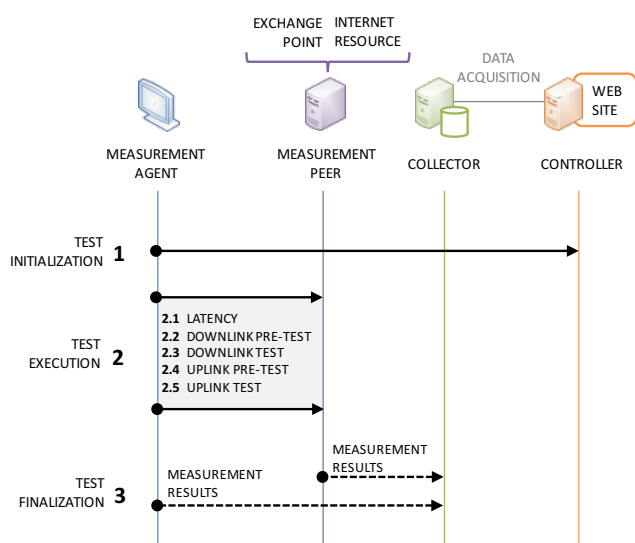 EXCHANGE POINT
INTERNET RESOURCE
DATA ACQUISITION
WEB SITE
MEASUREMENT AGENT
MEASUREMENT PEER
COLLECTOR
CONTROLLER
TEST INITIALIZATION 1
TEST EXECUTION 2
2.1 LATENCY
2.2 DOWNLINK PRE-TEST
2.3 DOWNLINK TEST
2.4 UPLINK PRE-TEST
2.5 UPLINK TEST
MEASUREMENT RESULTS
TEST FINALIZATION 3
MEASUREMENT RESULTS